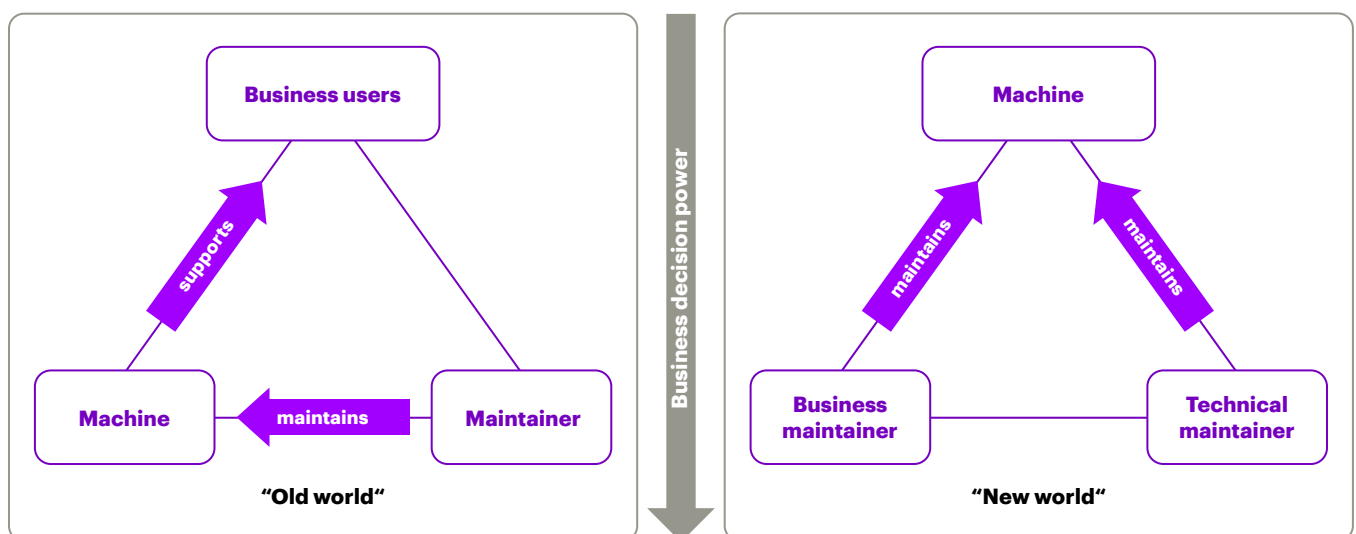 Business users
supports
Machine
maintains
Maintainer
“Old world“
Business decision power
Machine
maintains
maintains
Business
maintainer
Technical
maintainer
“New world“